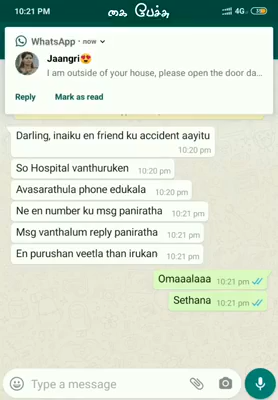 10:21 PM
கை பேச்சு
4G
WhatsApp • now
Jaangri😍
I am outside of your house, please open the door da...
Reply Mark as read
Darling, inaiku en friend ku accident aayitu
10:20 pm
So Hospital vanthuruken 10:20 pm
Avasarathula phone edukala 10:20 pm
Ne en number ku msg paniratha 10:21 pm
Msg vanthalum reply paniratha 10:21 pm
En purushan veetla than irukan 10:21 pm
Omaaalaaa 10:21 pm
Sethana 10:21 pm
Type a message